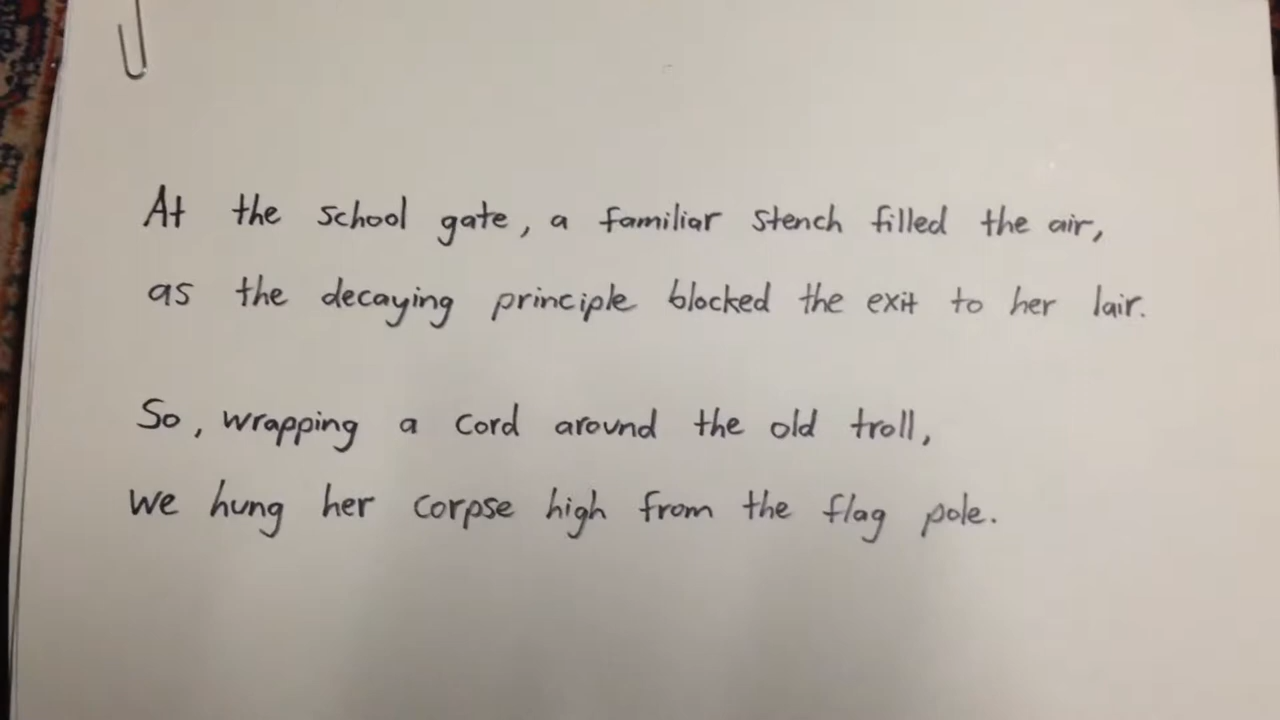 At the school gate, a familiar stench filled the air,
as the decaying principle blocked the exit to her lair.
So, wrapping a cord around the old troll,
we hung her corpse high from the flag pole.